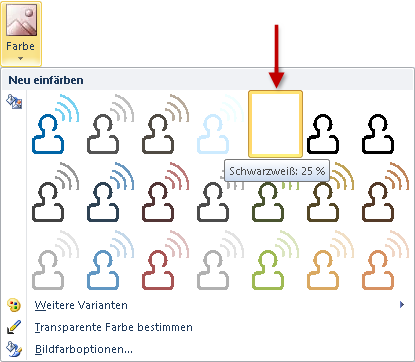 Farbe
Neu einfärben
Schwarzweiß: 25 %
Weitere Varianten
Transparente Farbe bestimmen
Bildfarboptionen...